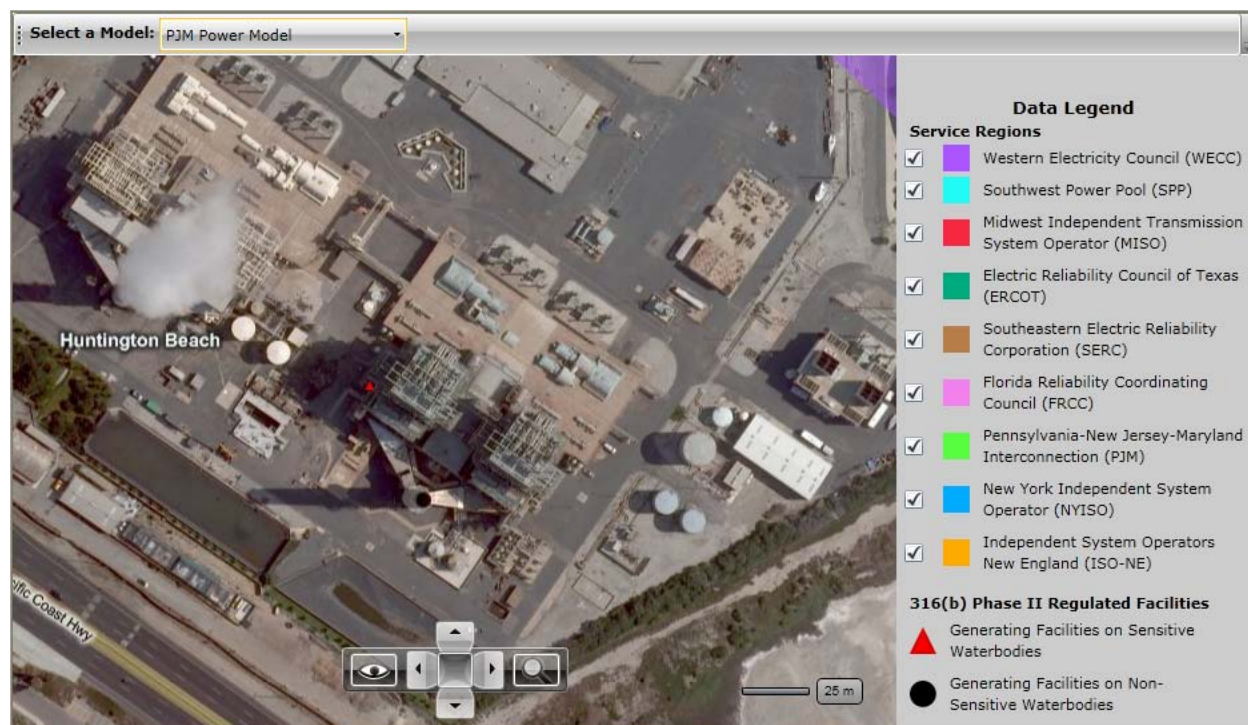 Select a Model: PJM Power Model
Huntington Beach
Pacific Coast Hwy
25 m
Data Legend
Service Regions
Western Electricity Council (WECC)
Southwest Power Pool (SPP)
Midwest Independent Transmission
System Operator (MISO)
Electric Reliability Council of Texas
(ERCOT)
Southeastern Electric Reliability
Corporation (SERC)
Florida Reliability Coordinating
Council (FRCC)
Pennsylvania-New Jersey-Maryland
Interconnection (PJM)
New York Independent System
Operator (NYISO)
Independent System Operators
New England (ISO-NE)
316(b) Phase II Regulated Facilities
Generating Facilities on Sensitive
Waterbodies
Generating Facilities on Non-
Sensitive Waterbodies